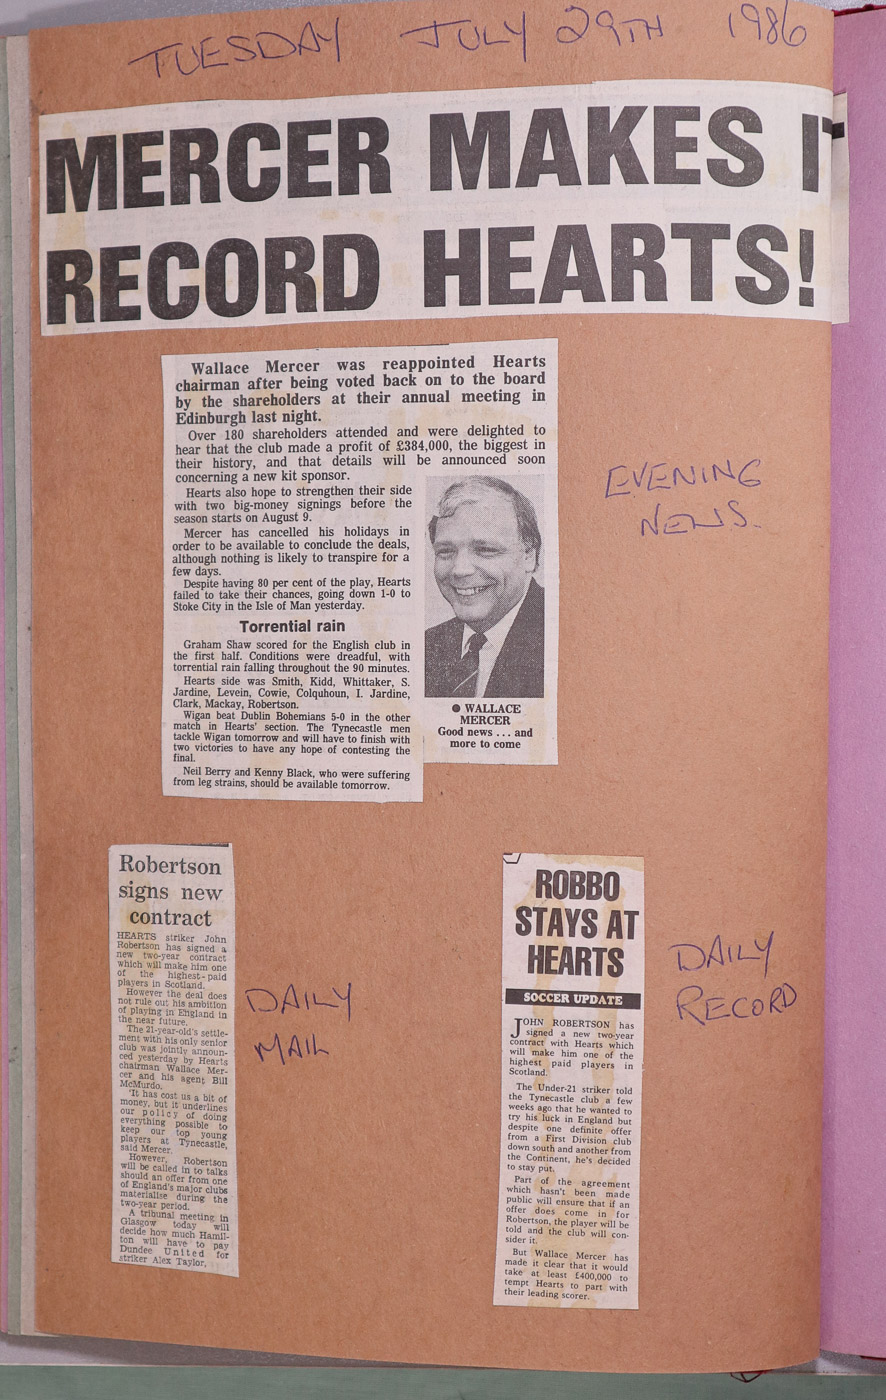 TUESDAY JULY 29TH 1986
MERCER MAKES IT
RECORD HEARTS!
Wallace Mercer was reappointed Hearts
chairman after being voted back on to the board
by the shareholders at their annual meeting in
Edinburgh last night.
Over 180 shareholders attended and were delighted to
hear that the club made a profit of £384,000, the biggest in
their history, and that details will be announced soon
concerning a new kit sponsor.
Hearts also hope to strengthen their side
with two big-money signings before the
season starts on August 9.
Mercer has cancelled his holidays in
order to be available to conclude the deals,
although nothing is likely to transpire for a
few days.
Despite having 80 per cent of the play, Hearts
failed to take their chances, going down 1-0 to
Stoke City in the Isle of Man yesterday.
Torrential rain
Graham Shaw scored for the English club in
the first half. Conditions were dreadful, with
torrential rain falling throughout the 90 minutes.
Hearts side was Smith, Kidd, Whittaker, S.
Jardine, Levein, Cowie, Colquhoun, I. Jardine,
Clark, Mackay, Robertson.
Wigan beat Dublin Bohemians 5-0 in the other
match in Hearts' section. The Tynecastle men
tackle Wigan tomorrow and will have to finish with
two victories to have any hope of contesting the
final.
Neil Berry and Kenny Black, who were suffering
from leg strains, should be available tomorrow.
● WALLACE
MERCER
Good news . . . and
more to come
EVENING
NEWS.
Robertson
signs new
contract
HEARTS striker John
Robertson has signed a
new two-year contract
which will make him one
of the highest-paid
players in Scotland.
However the deal does
not rule out his ambition
of playing in England in
the near future.
The 21-year-old's settle-
ment with his only senior
club was jointly announ-
ced yesterday by Hearts
chairman Wallace Mer-
cer and his agent Bill
McMurdo.
'It has cost us a bit of
money, but it underlines
our policy of doing
everything possible to
keep our top young
players at Tynecastle,
said Mercer.
However, Robertson
will be called in to talks
should an offer from one
of England's major clubs
materialise during the
two-year period.
A tribunal meeting in
Glasgow today will
decide how much Hamil-
ton will have to pay
Dundee United for
striker Alex Taylor.
DAILY
MAIL
ROBBO
STAYS AT
HEARTS
SOCCER UPDATE
JOHN ROBERTSON has
signed a new two-year
contract with Hearts which
will make him one of the
highest paid players in
Scotland.
The Under-21 striker told
the Tynecastle club a few
weeks ago that he wanted to
try his luck in England but
despite one definite offer
from a First Division club
down south and another from
the Continent, he's decided
to stay put.
Part of the agreement
which hasn't been made
public will ensure that if an
offer does come in for
Robertson, the player will be
told and the club will con-
sider it.
But Wallace Mercer has
made it clear that it would
take at least £400,000 to
tempt Hearts to part with
their leading scorer.
DAILY
RECORD